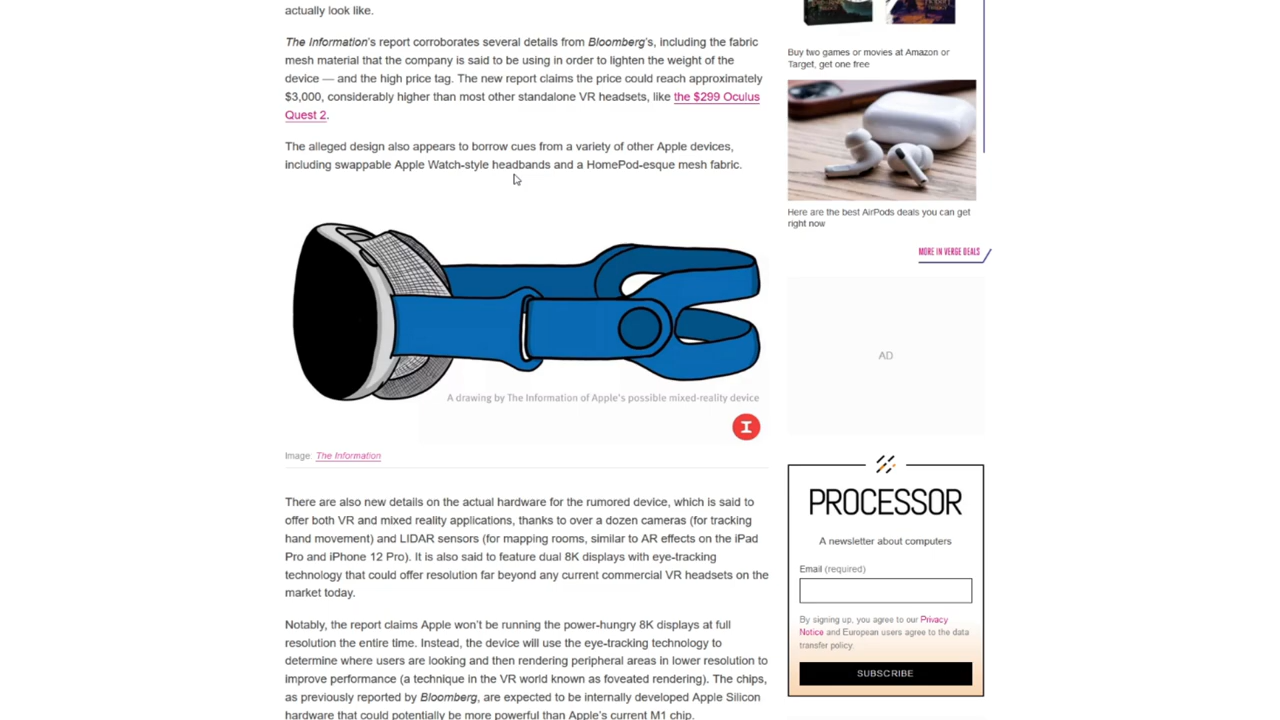 actually look like.
The Information's report corroborates several details from Bloomberg's, including the fabric
mesh material that the company is said to be using in order to lighten the weight of the
device — and the high price tag. The new report claims the price could reach approximately
$3,000, considerably higher than most other standalone VR headsets, like the $299 Oculus
Quest 2.
The alleged design also appears to borrow cues from a variety of other Apple devices,
including swappable Apple Watch-style headbands and a HomePod-esque mesh fabric.
A drawing by The Information of Apple's possible mixed-reality device
I
Image: The Information
There are also new details on the actual hardware for the rumored device, which is said to
offer both VR and mixed reality applications, thanks to over a dozen cameras (for tracking
hand movement) and LIDAR sensors (for mapping rooms, similar to AR effects on the iPad
Pro and iPhone 12 Pro). It is also said to feature dual 8K displays with eye-tracking
technology that could offer resolution far beyond any current commercial VR headsets on the
market today.
Notably, the report claims Apple won't be running the power-hungry 8K displays at full
resolution the entire time. Instead, the device will use the eye-tracking technology to
determine where users are looking and then rendering peripheral areas in lower resolution to
improve performance (a technique in the VR world known as foveated rendering). The chips,
as previously reported by Bloomberg, are expected to be internally developed Apple Silicon
hardware that could potentially be more powerful than Apple's current M1 chip.
Buy two games or movies at Amazon or
Target, get one free
Here are the best AirPods deals you can get
right now
MORE IN VERGE DEALS
AD
PROCESSOR
A newsletter about computers
Email (required)
By signing up, you agree to our Privacy
Notice and European users agree to the data
transfer policy.
SUBSCRIBE